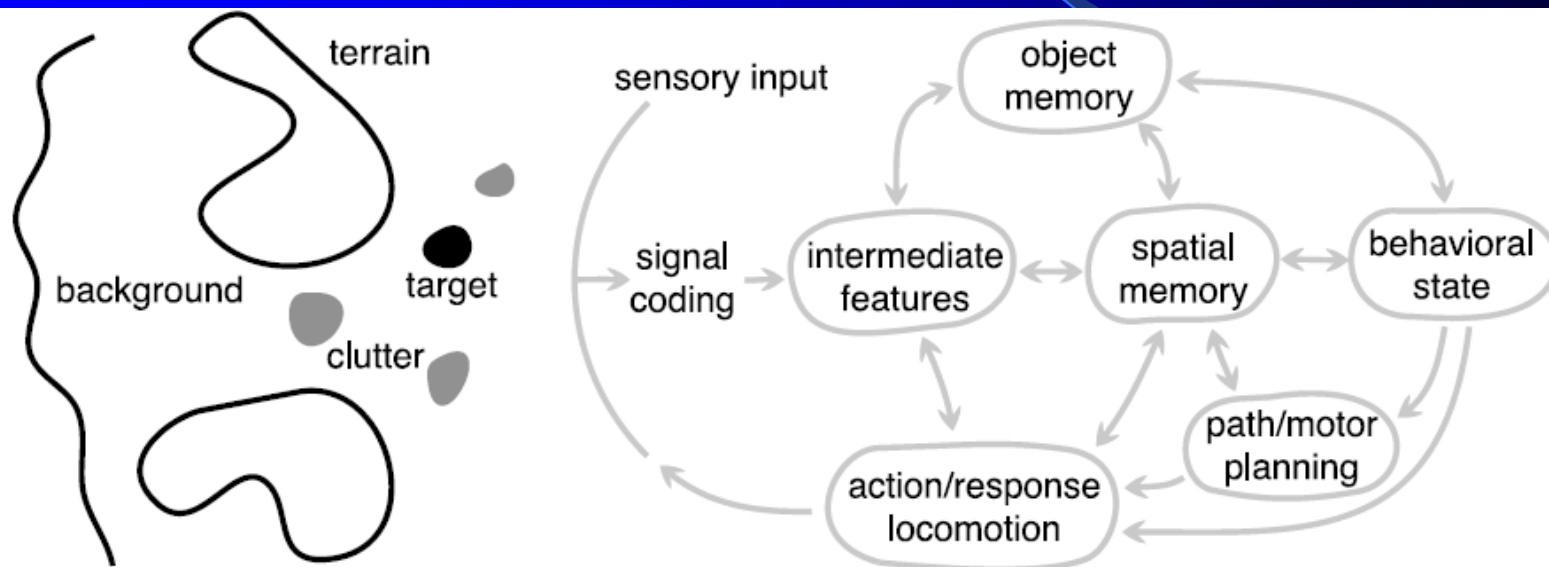 terrain
background
target
clutter
sensory input
object
memory
signal
coding
intermediate
features
spatial
memory
behavioral
state
path/motor
planning
action/response
locomotion